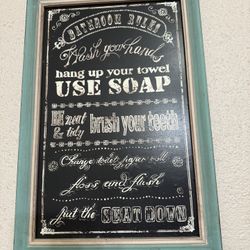 BATHROOM RULES
Wash your hands
hang up your towel
USE SOAP
BE neat & tidy brush your teeth
Change toilet paper roll
floss and flush
put the SEAT DOWN